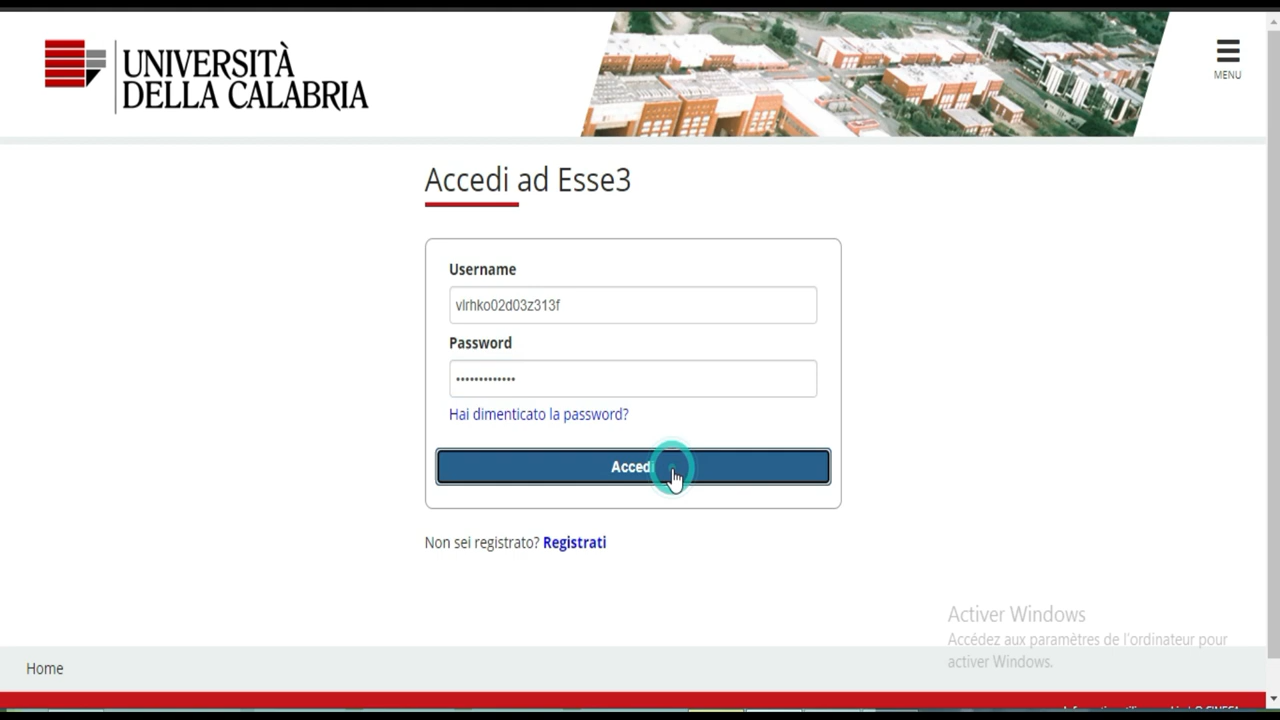 UNIVERSITÀ
DELLA CALABRIA
MENU
Accedi ad Esse3
Username
vlrhko02d03z313f
Password
•••••••••••••
Hai dimenticato la password?
Accedi
Non sei registrato? Registrati
Activer Windows
Accédez aux paramètres de l'ordinateur pour
activer Windows.
Home